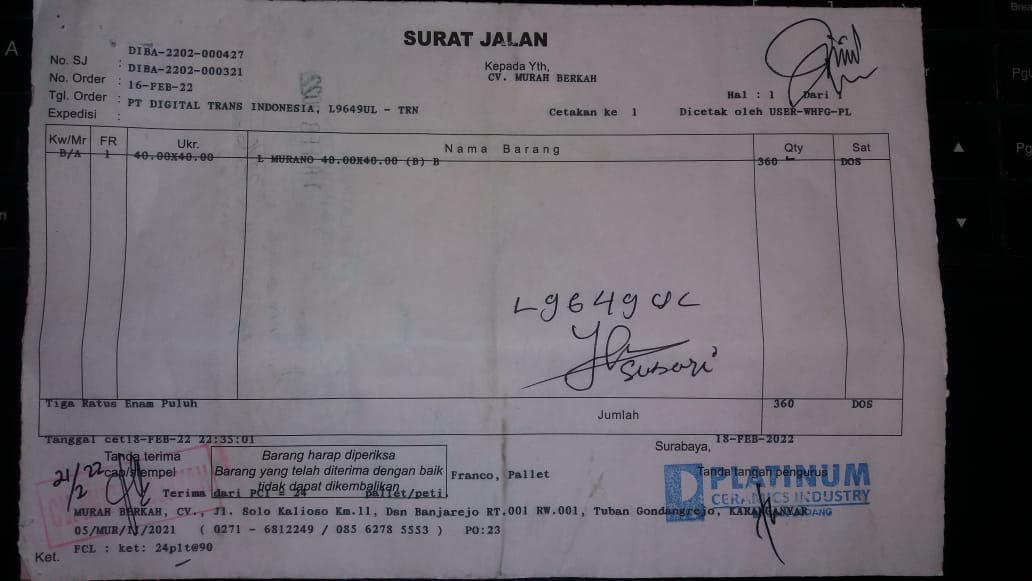 SURAT JALAN
No. SJ : DIBA-2202-000427
No. Order : DIBA-2202-000321
Tgl. Order : 16-FEB-22
Expedisi : PT DIGITAL TRANS INDONESIA, L9649UL - TRN
Kepada Yth,
CV. MURAH BERKAH
Hal : 1 Dari 1
Cetakan ke 1 Dicetak oleh USER-WHFG-PL
Kw/Mr FR Ukr. Nama Barang Qty Sat
B/A 1 40.00X40.00 L MURANO 40.00X40.00 (B) B 360 DOS
L9649UL
Subari
Tiga Ratus Enam Puluh Jumlah 360 DOS
Tanggal cet18-FEB-22 22:35:01
Surabaya, 18-FEB-2022
Tanda terima
cap/stempel
21/2 22
Barang harap diperiksa
Barang yang telah diterima dengan baik
tidak dapat dikembalikan
Franco, Pallet
Tanda tangan pengurus
PLATINUM
CERAMICS INDUSTRY
Terima dari PCI = 24 pallet/peti,
MURAH BERKAH, CV., Jl. Solo Kalioso Km.11, Dsn Banjarejo RT.001 RW.001, Tuban Gondangrejo, KARANGANYAR
( 0271 - 6812249 / 085 6278 5553 ) PO:23
Ket. FCL : ket: 24plt@90